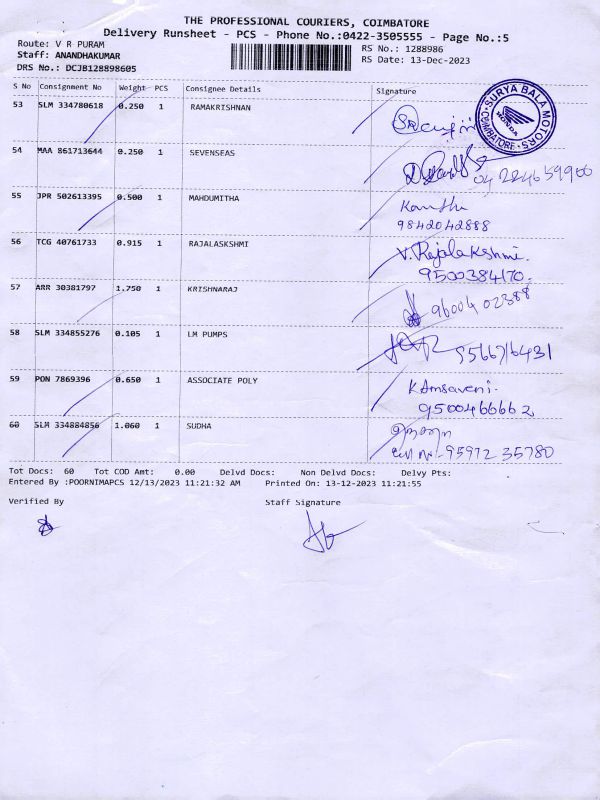 THE PROFESSIONAL COURIERS, COIMBATORE
Delivery Runsheet - PCS - Phone No.:0422-3505555 - Page No.:5
Route: V R PURAM
RS No.: 1288986
Staff: ANANDHAKUMAR
RS Date: 13-Dec-2023
DRS No.: DCJB128898605
S No Consignment No Weight PCS Consignee Details Signature
53 SLM 334780618 0.250 1 RAMAKRISHNAN
SURYA BALA MOTORS
HONDA
COIMBATORE
54 MAA 861713644 0.250 1 SEVENSEAS
04224659900
55 JPR 502613395 0.500 1 MAHDUMITHA
9842042888
56 TCG 40761733 0.915 1 RAJALASKSHMI V. Rajalakshmi.
9500384170.
57 ARR 30381797 1.750 1 KRISHNARAJ 9600402388
58 SLM 334855276 0.105 1 LM PUMPS 9566716431
59 PON 7869396 0.650 1 ASSOCIATE POLY K Amsaveni.
9500466662
60 SLM 334884856 1.060 1 SUDHA
95972 35780
Tot Docs: 60 Tot COD Amt: 0.00 Delvd Docs: Non Delvd Docs: Delvy Pts:
Entered By :POORNIMAPCS 12/13/2023 11:21:32 AM Printed On: 13-12-2023 11:21:55
Verified By Staff Signature